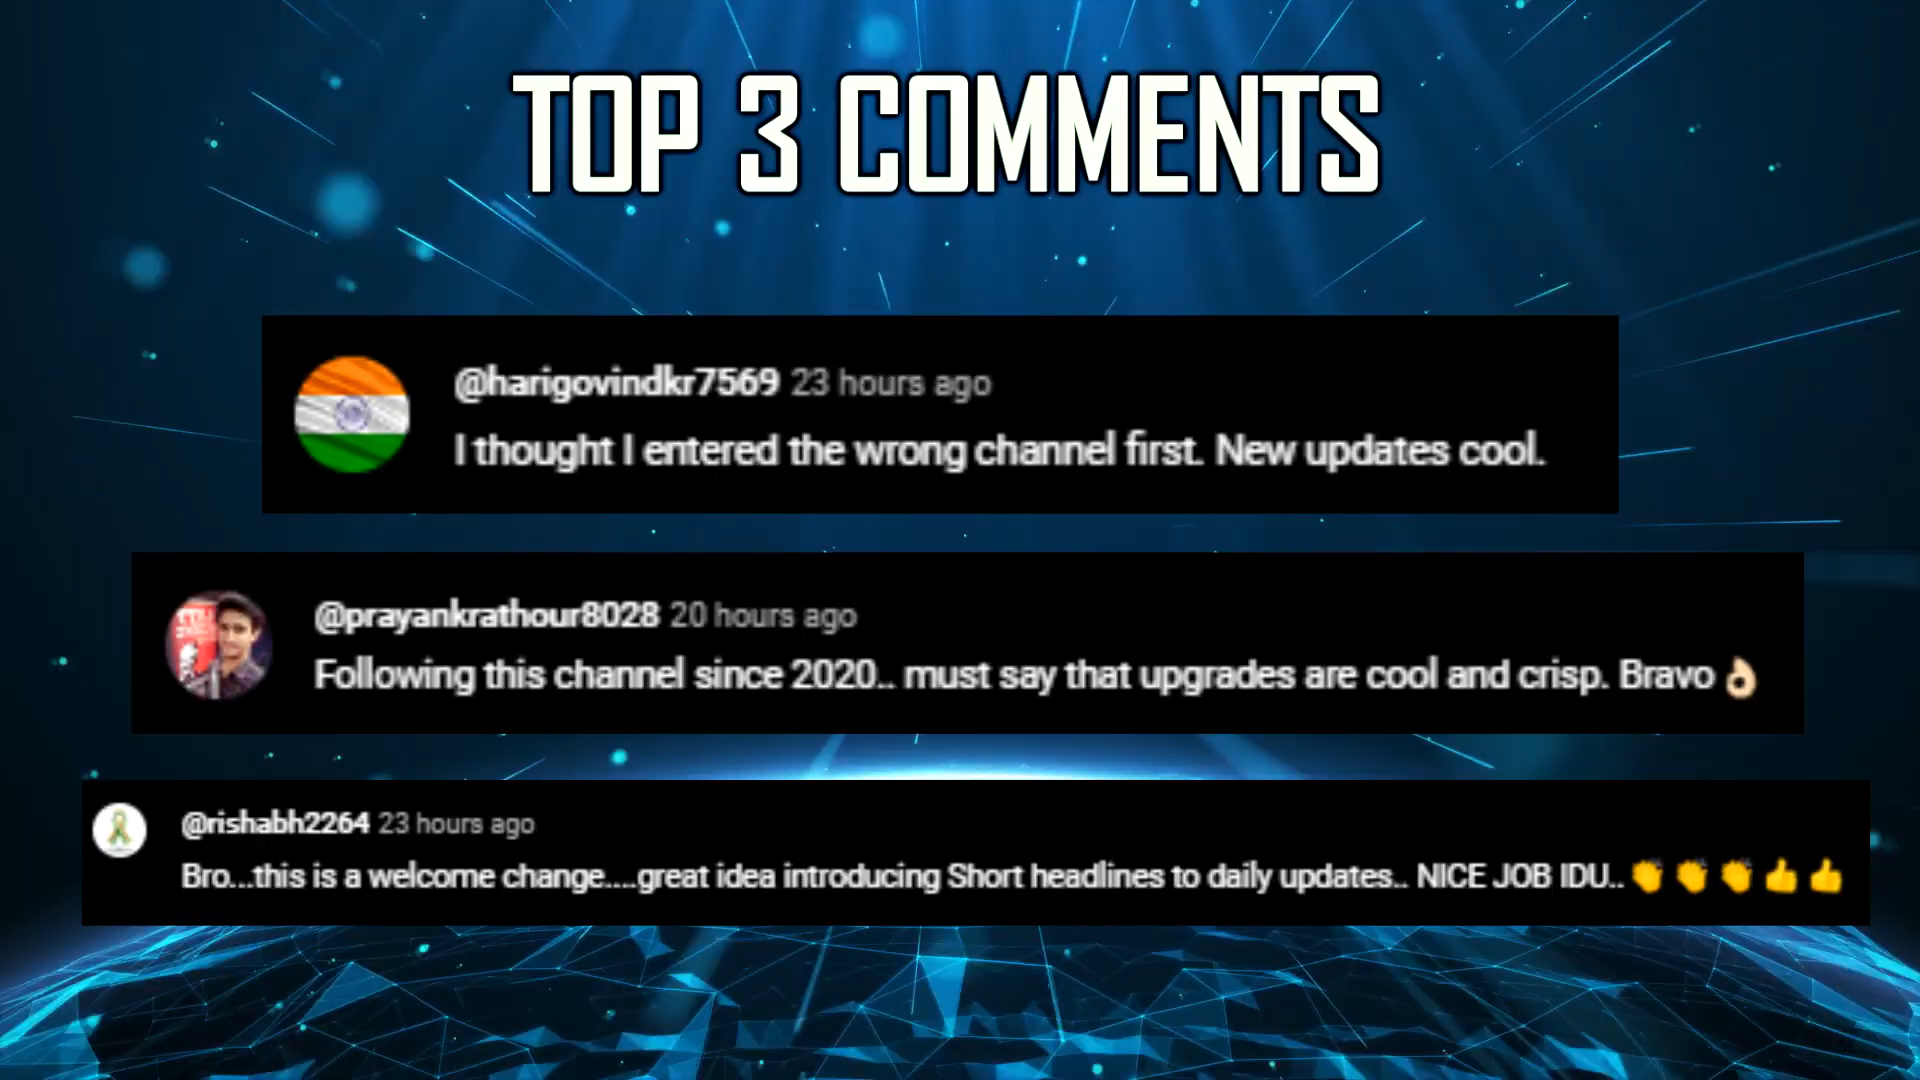 TOP 3 COMMENTS
@harigovindkr7569 23 hours ago
I thought I entered the wrong channel first. New updates cool.
@prayankrathour8028 20 hours ago
Following this channel since 2020.. must say that upgrades are cool and crisp. Bravo👌🏻
@rishabh2264 23 hours ago
Bro...this is a welcome change....great idea introducing Short headlines to daily updates.. NICE JOB IDU.. 👏 👏 👏 👍 👍